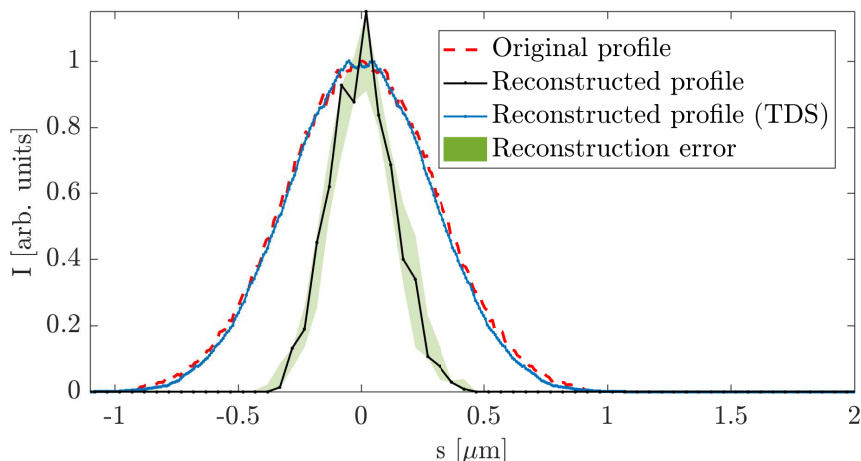 Original profile
Reconstructed profile
Reconstructed profile (TDS)
Reconstruction error
I [arb. units]
1
0.8
0.6
0.4
0.2
0
-1 -0.5 0 0.5 1 1.5 2
s [μm]